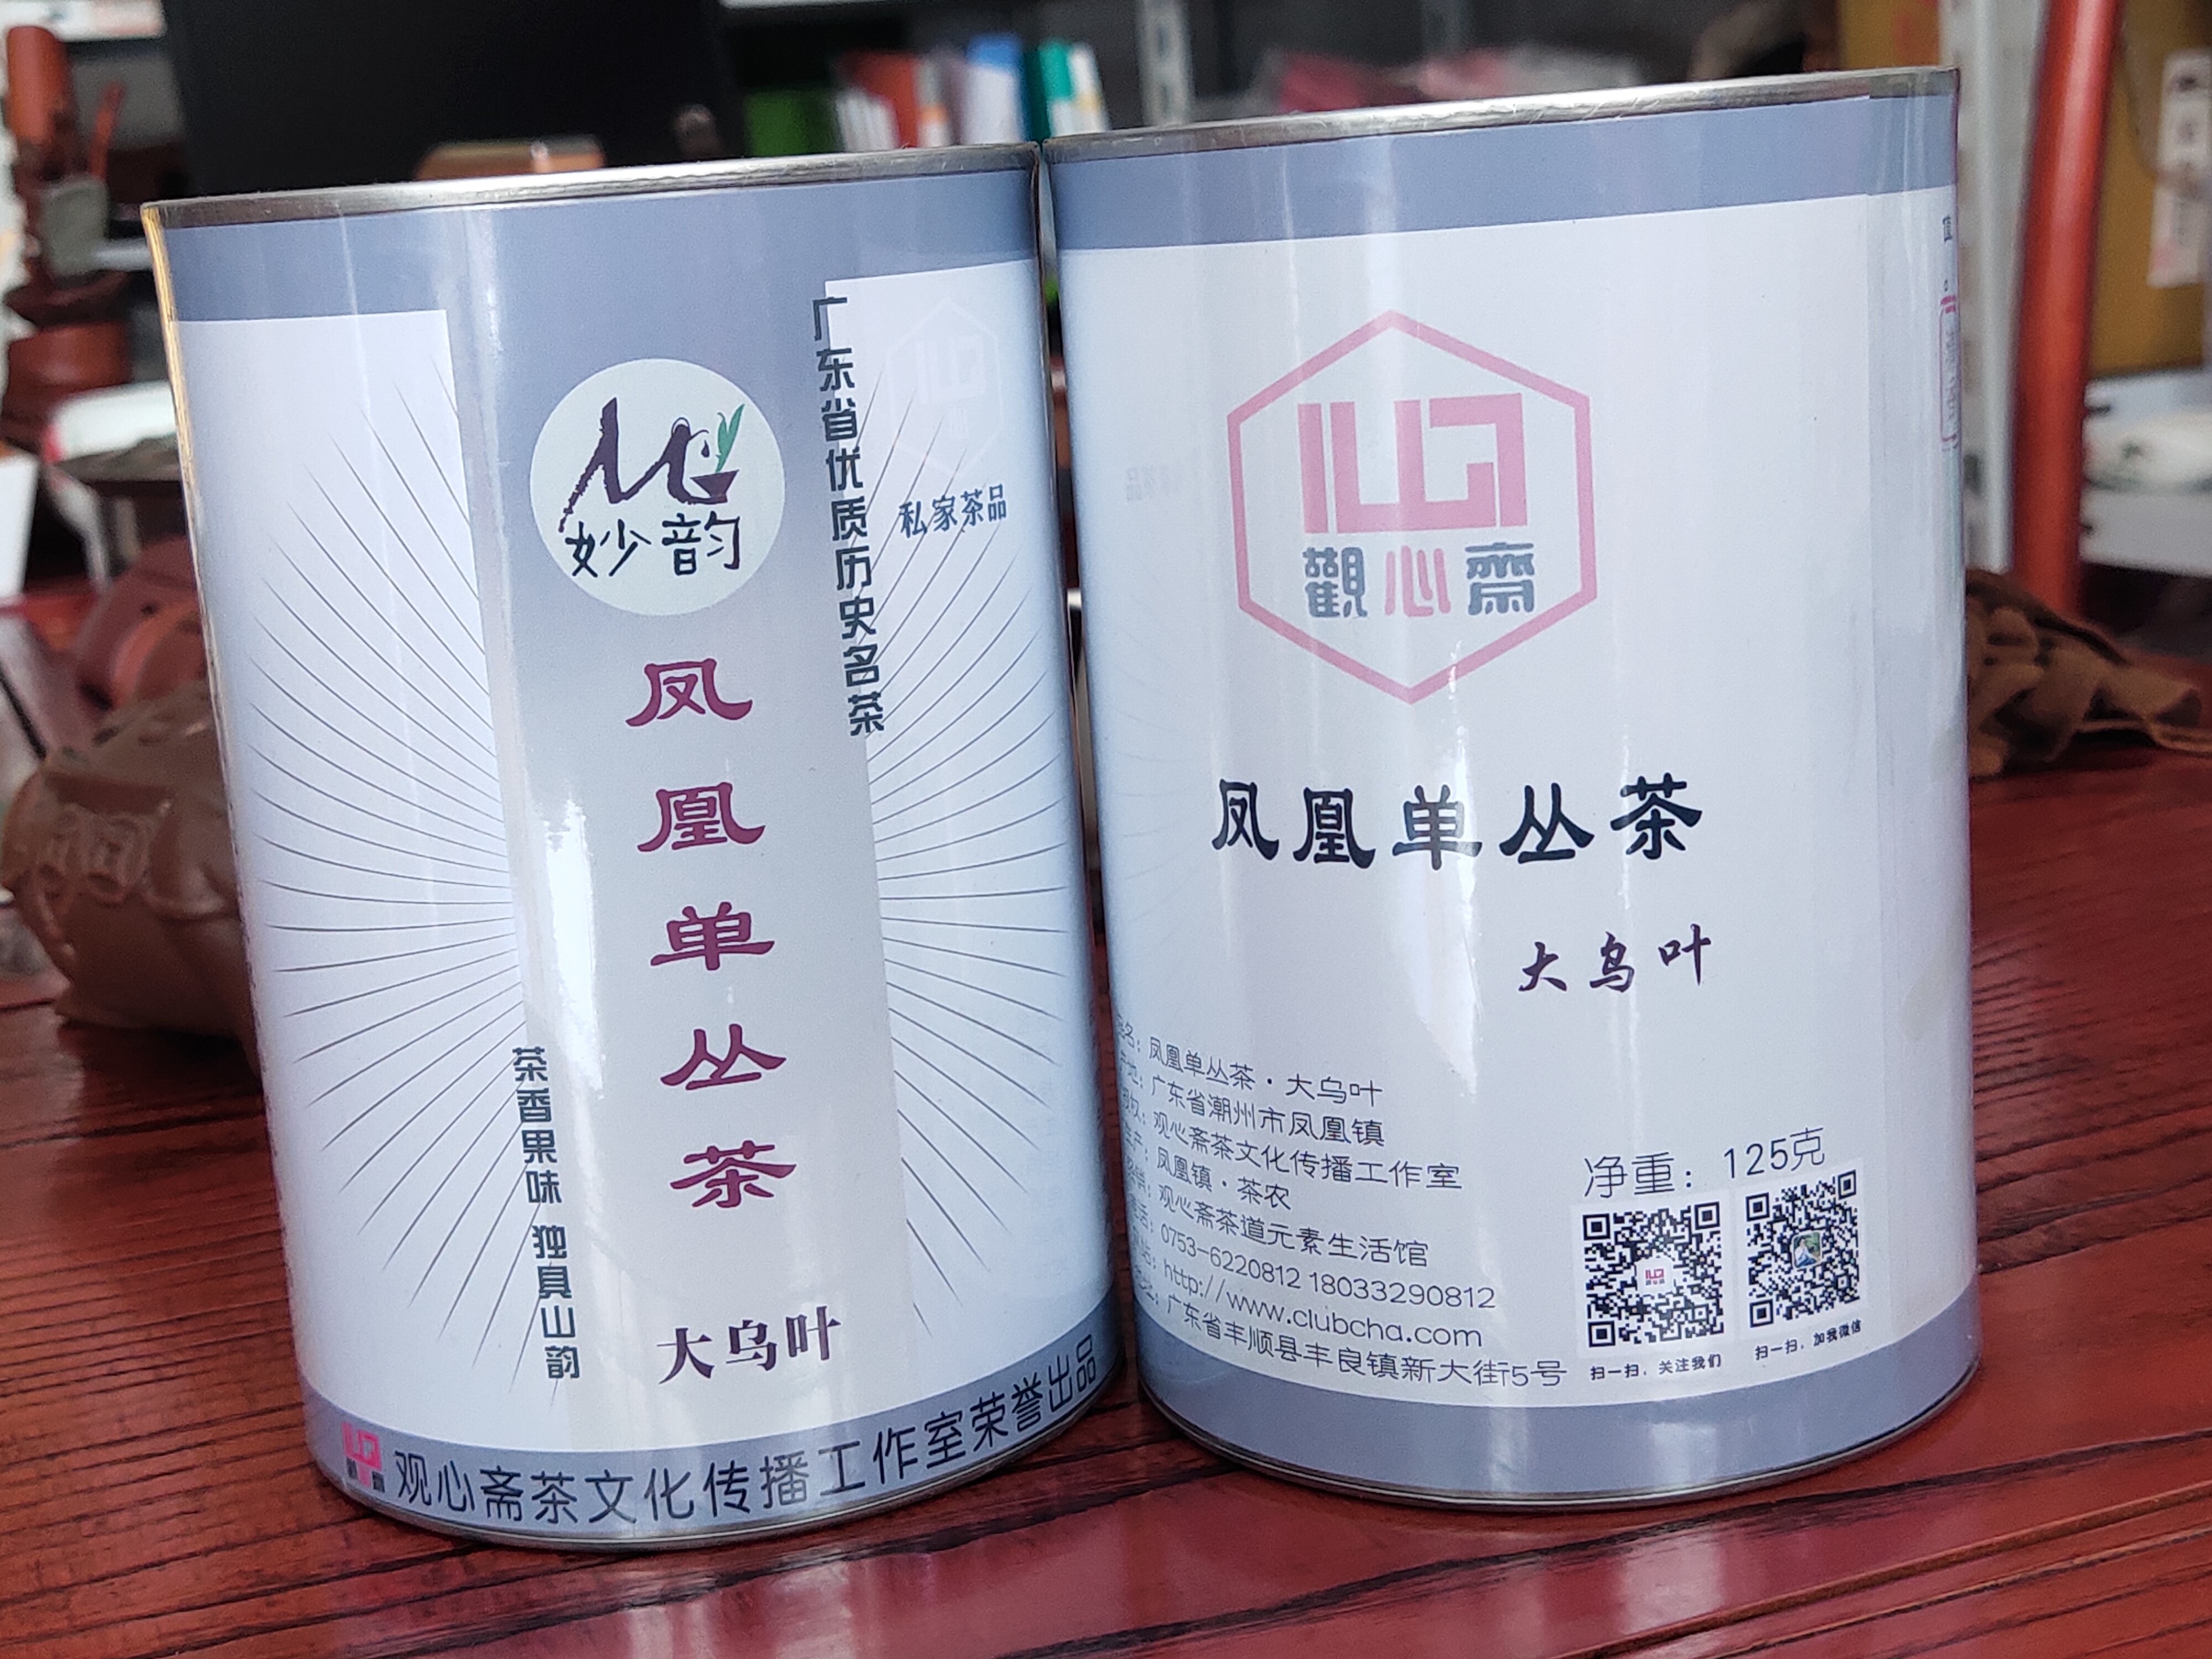 妙韵
广东省优质历史名茶
私家茶品
凤凰单丛茶
茶香果味 独具山韵
大乌叶
观心斋茶文化传播工作室荣誉出品
觀心齋
凤凰单丛茶
大乌叶
名：凤凰单丛茶·大乌叶
地：广东省潮州市凤凰镇
权：观心斋茶文化传播工作室
产：凤凰镇·茶农
观心斋茶道元素生活馆
0753-6220812 18033290812
http://www.clubcha.com
广东省丰顺县丰良镇新大街5号
净重：125克
扫一扫，关注我们
扫一扫，加我微信